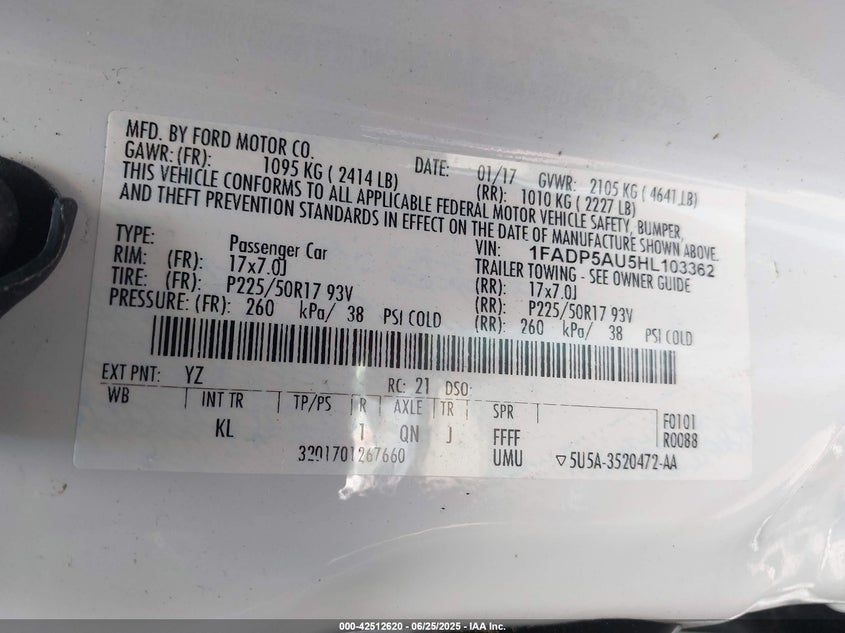 MFD. BY FORD MOTOR CO.
DATE: 01/17 GVWR: 2105 KG ( 4641 LB)
GAWR: (FR): 1095 KG ( 2414 LB) (RR): 1010 KG ( 2227 LB)
THIS VEHICLE CONFORMS TO ALL APPLICABLE FEDERAL MOTOR VEHICLE SAFETY, BUMPER,
AND THEFT PREVENTION STANDARDS IN EFFECT ON THE DATE OF MANUFACTURE SHOWN ABOVE.
VIN: 1FADP5AU5HL103362
TYPE: Passenger Car TRAILER TOWING - SEE OWNER GUIDE
RIM: (FR): 17x7.0J (RR): 17x7.0J
TIRE: (FR): P225/50R17 93V (RR): P225/50R17 93V
PRESSURE: (FR): 260 kPa/ 38 PSI COLD (RR): 260 kPa/ 38 PSI COLD
EXT PNT: YZ RC: 21 DSO:
WB INT TR TP/PS R AXLE TR SPR F0101
KL 1 QN J FFFF R0088
3201701267660 UMU ▽5U5A-3520472-AA
000-42512620 - 06/25/2025 - IAA Inc.